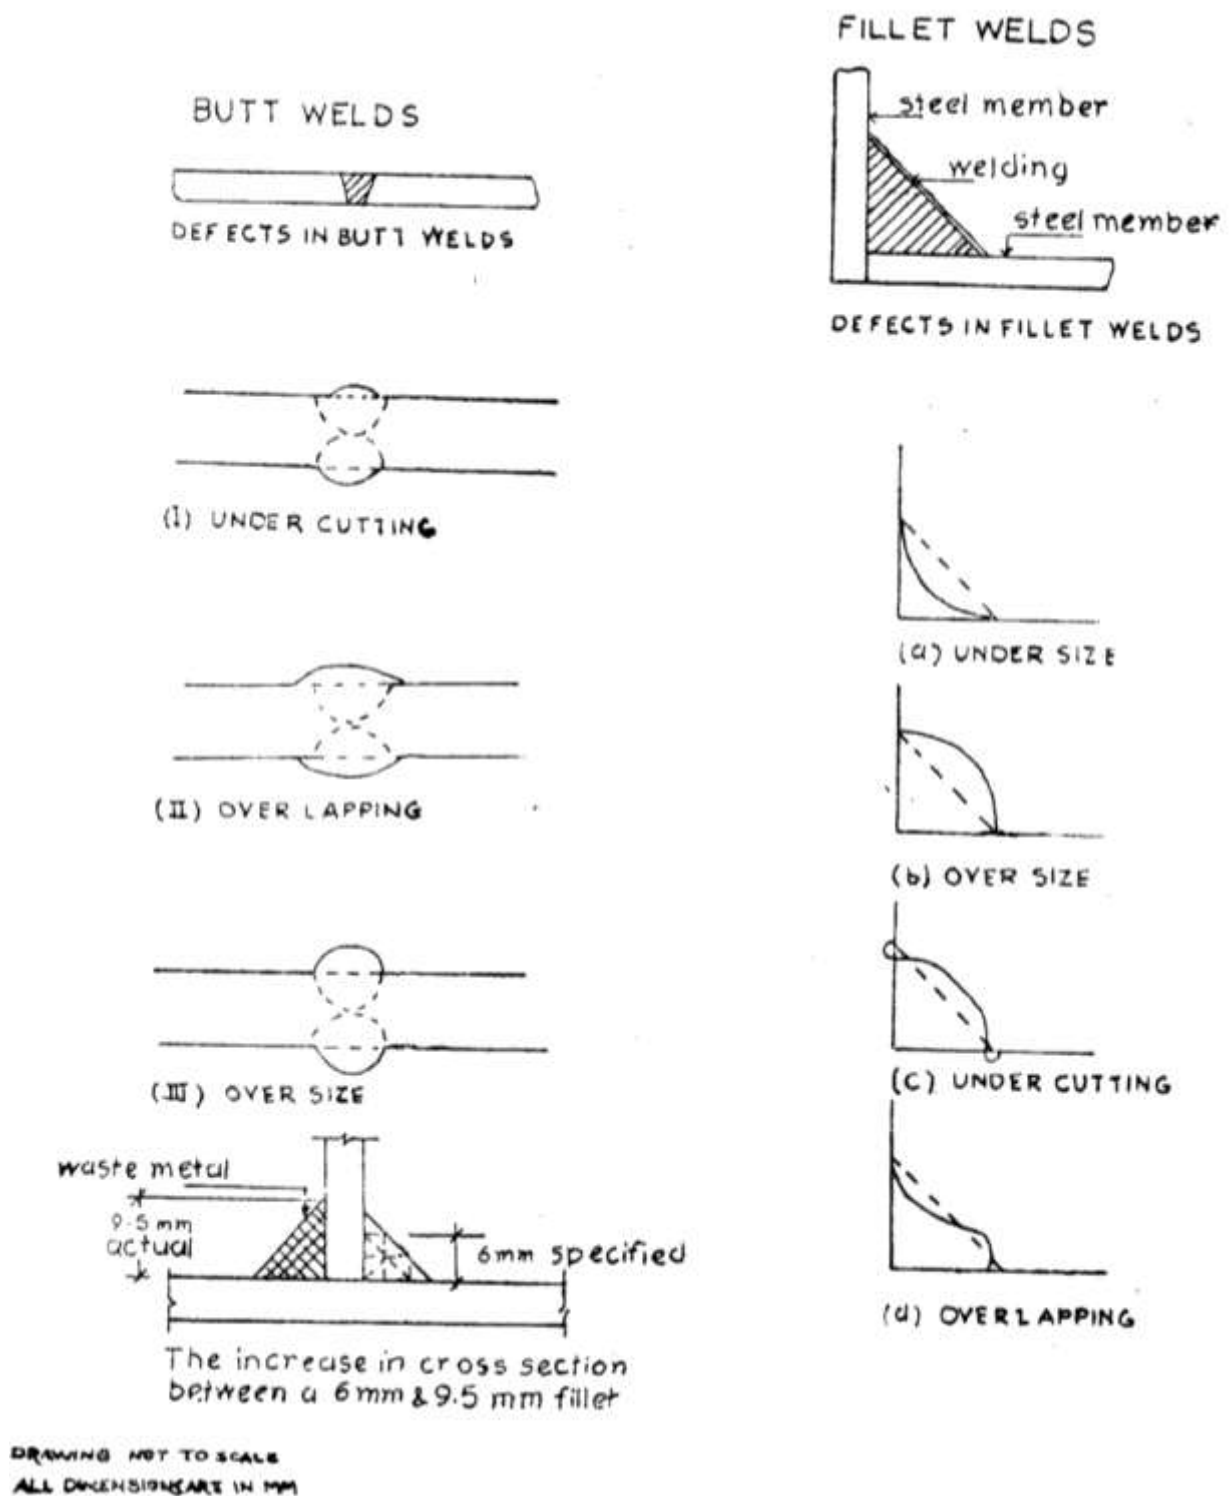 BUTT WELDS
DEFECTS IN BUTT WELDS
(I) UNDER CUTTING
(II) OVER LAPPING
(III) OVER SIZE
waste metal
9.5 mm
actual
6mm specified
The increase in cross section
between a 6mm & 9.5 mm fillet
FILLET WELDS
steel member
welding
steel member
DEFECTS IN FILLET WELDS
(a) UNDER SIZE
(b) OVER SIZE
(c) UNDER CUTTING
(d) OVERLAPPING
DRAWING NOT TO SCALE
ALL DIMENSIONS ART IN MM